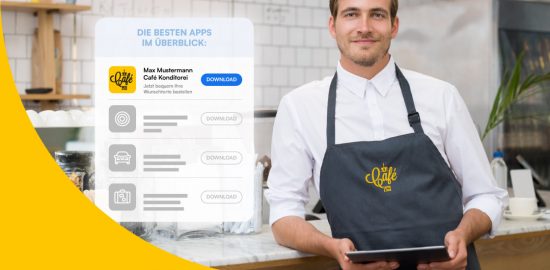 DIE BESTEN APPS
IM ÜBERBLICK:
Max Mustermann
Café Konditorei
Jetzt bequem Ihre
Wunschtorte bestellen
DOWNLOAD
DOWNLOAD
DOWNLOAD
DOWNLOAD
Café
Café